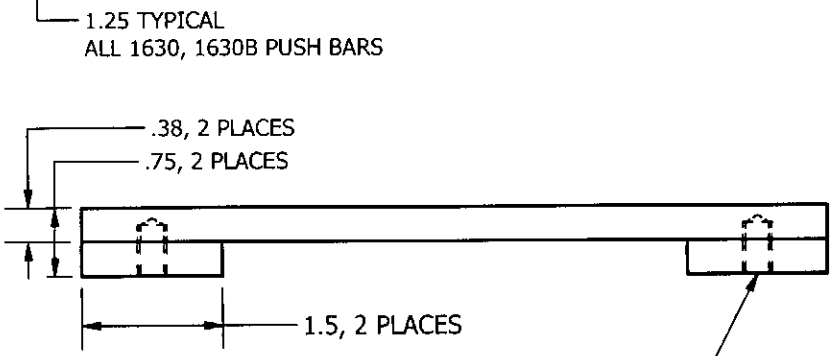 1.25 TYPICAL
ALL 1630, 1630B PUSH BARS
.38, 2 PLACES
.75, 2 PLACES
1.5, 2 PLACES